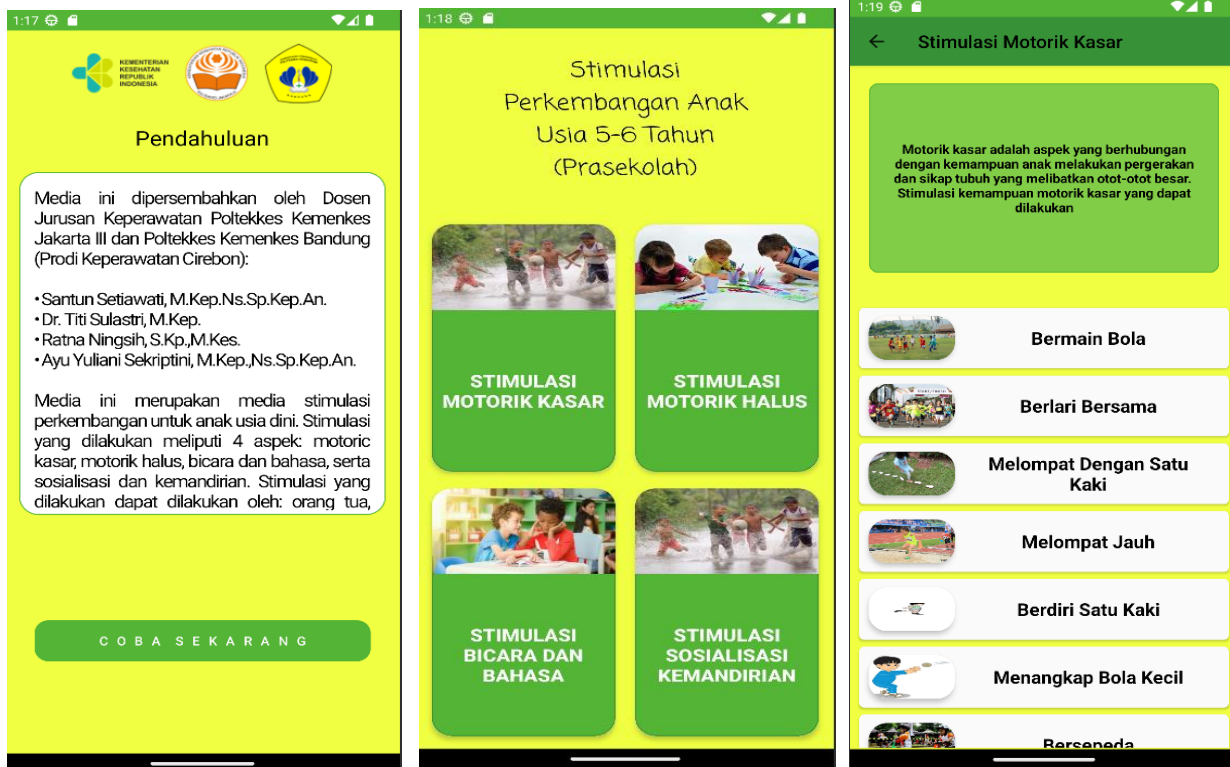 1:17
KEMENTERIAN
KESEHATAN
REPUBLIK
INDONESIA
Pendahuluan
Media ini dipersembahkan oleh Dosen
Jurusan Keperawatan Poltekkes Kemenkes
Jakarta III dan Poltekkes Kemenkes Bandung
(Prodi Keperawatan Cirebon):
• Santun Setiawati, M.Kep.Ns.Sp.Kep.An.
• Dr. Titi Sulastri, M.Kep.
• Ratna Ningsih, S.Kp.,M.Kes.
• Ayu Yuliani Sekriptini, M.Kep.,Ns.Sp.Kep.An.
Media ini merupakan media stimulasi
perkembangan untuk anak usia dini. Stimulasi
yang dilakukan meliputi 4 aspek: motoric
kasar, motorik halus, bicara dan bahasa, serta
sosialisasi dan kemandirian. Stimulasi yang
dilakukan dapat dilakukan oleh: orang tua,
COBA SEKARANG
1:18
Stimulasi
Perkembangan Anak
Usia 5-6 Tahun
(Prasekolah)
STIMULASI
MOTORIK KASAR
STIMULASI
MOTORIK HALUS
STIMULASI
BICARA DAN
BAHASA
STIMULASI
SOSIALISASI
KEMANDIRIAN
1:19
Stimulasi Motorik Kasar
Motorik kasar adalah aspek yang berhubungan
dengan kemampuan anak melakukan pergerakan
dan sikap tubuh yang melibatkan otot-otot besar.
Stimulasi kemampuan motorik kasar yang dapat
dilakukan
Bermain Bola
Berlari Bersama
Melompat Dengan Satu
Kaki
Melompat Jauh
Berdiri Satu Kaki
Menangkap Bola Kecil
Bersepeda